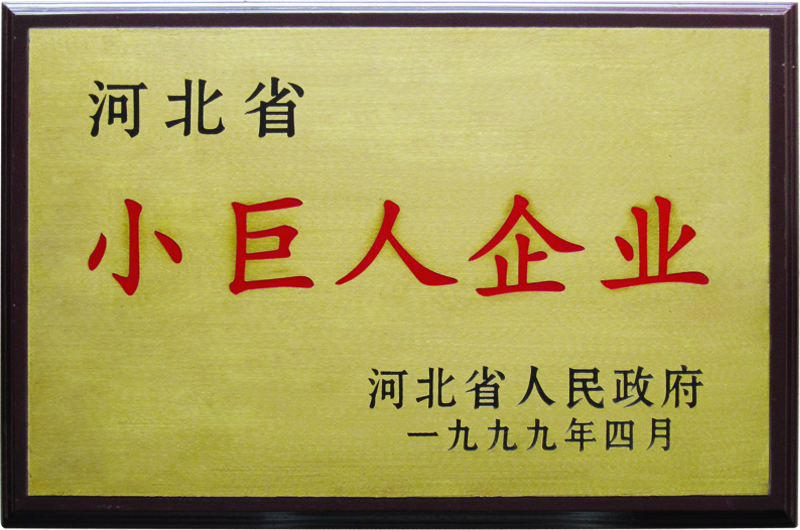 河北省
小巨人企业
河北省人民政府
一九九九年四月